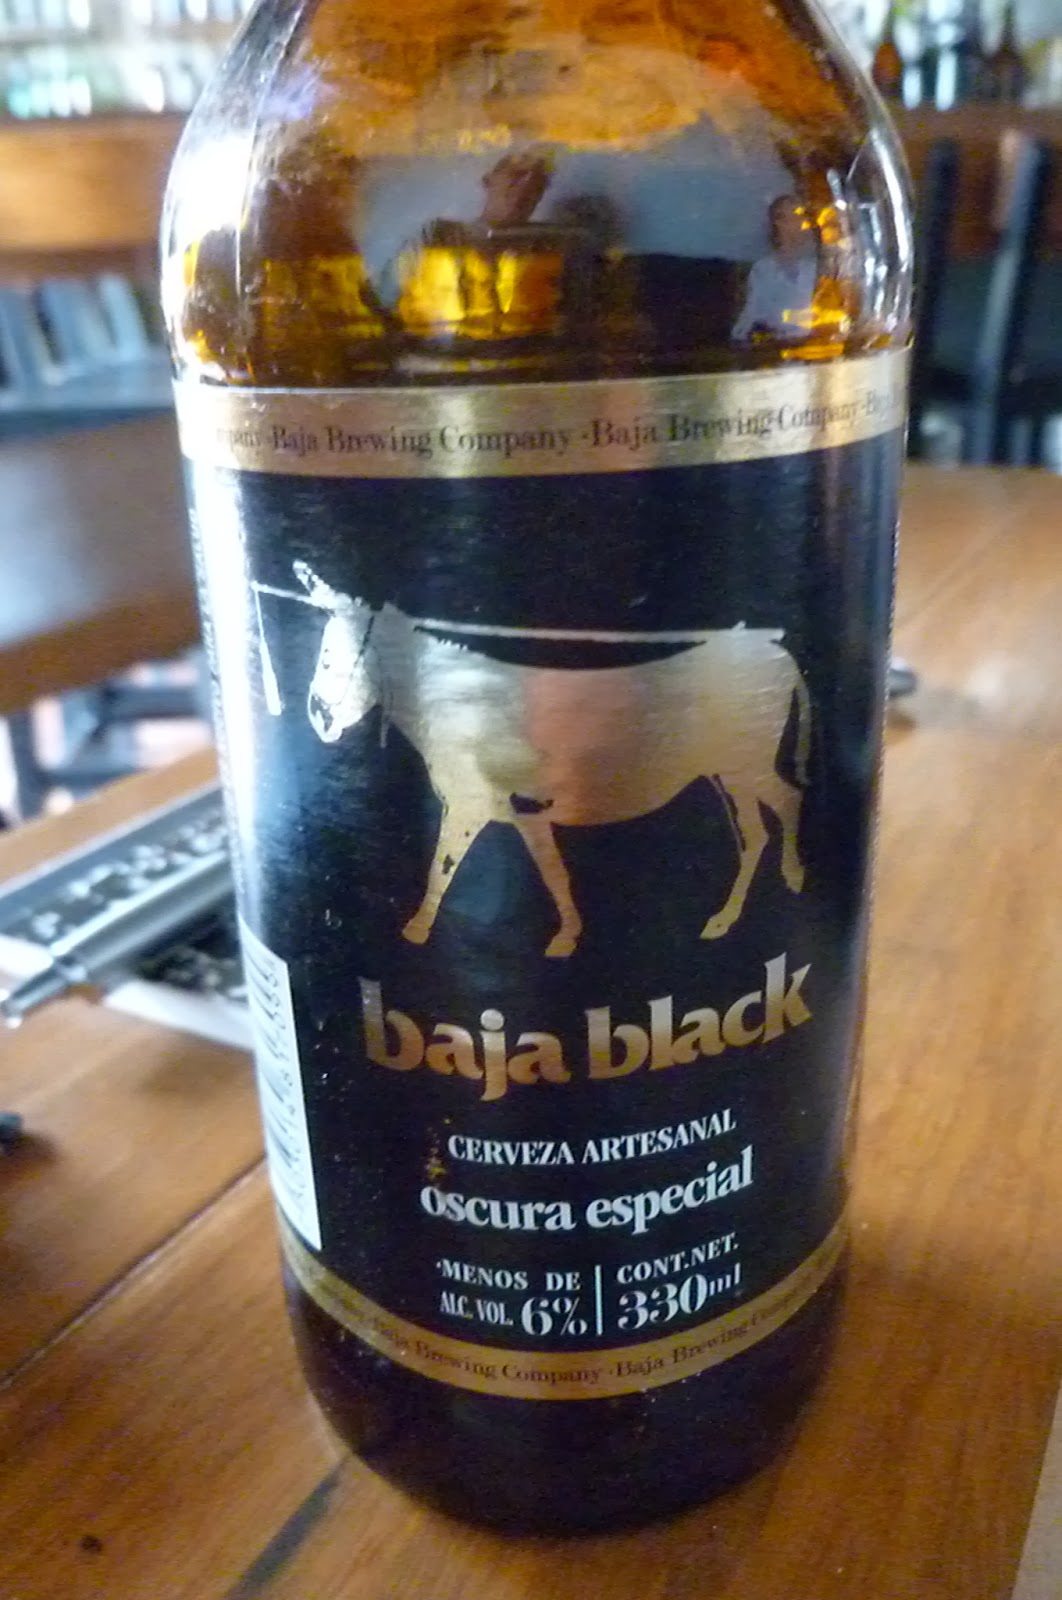 Baja Brewing Company · Baja Brewing Company
baja black
CERVEZA ARTESANAL
oscura especial
·MENOS DE
ALC. VOL. 6%
CONT.NET.
330ml
Baja Brewing Company · Baja Brewing